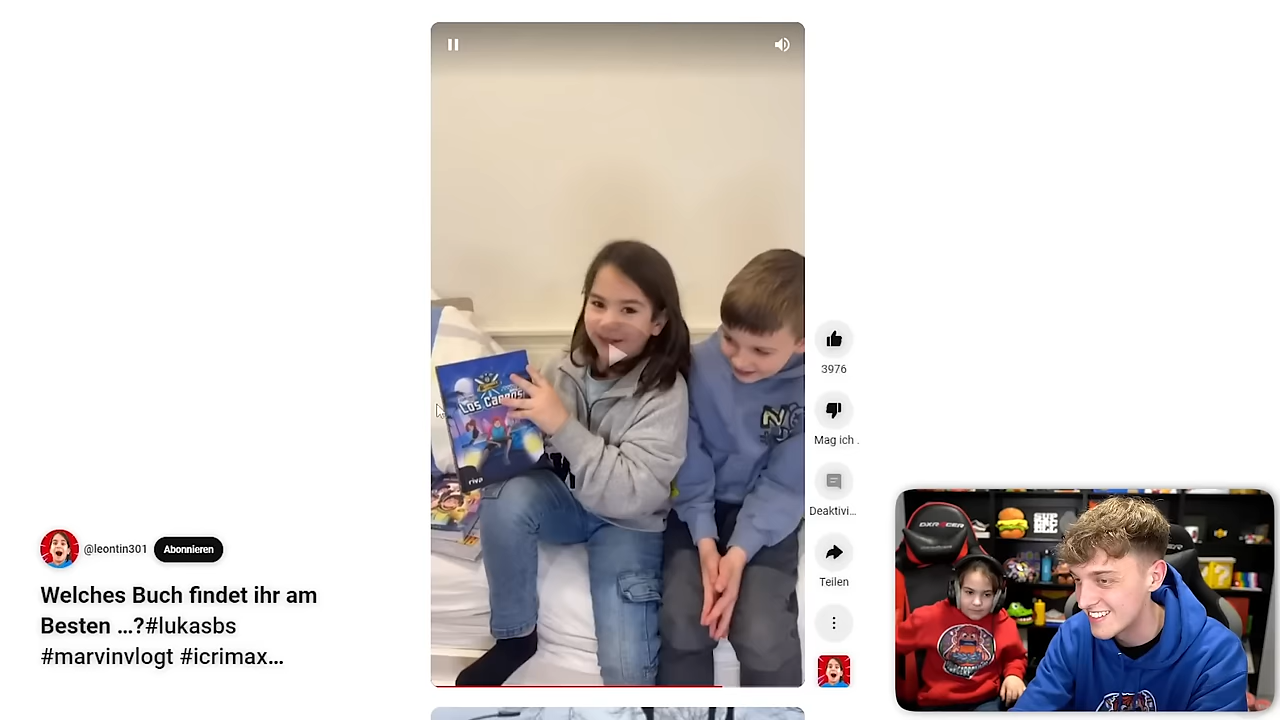 Los Caeños
riva
3976
Mag ich .
Deaktivi...
Teilen
@leontin301
Abonnieren
Welches Buch findet ihr am
Besten ...?#lukasbs
#marvinvlogt #icrimax...
DXRACER